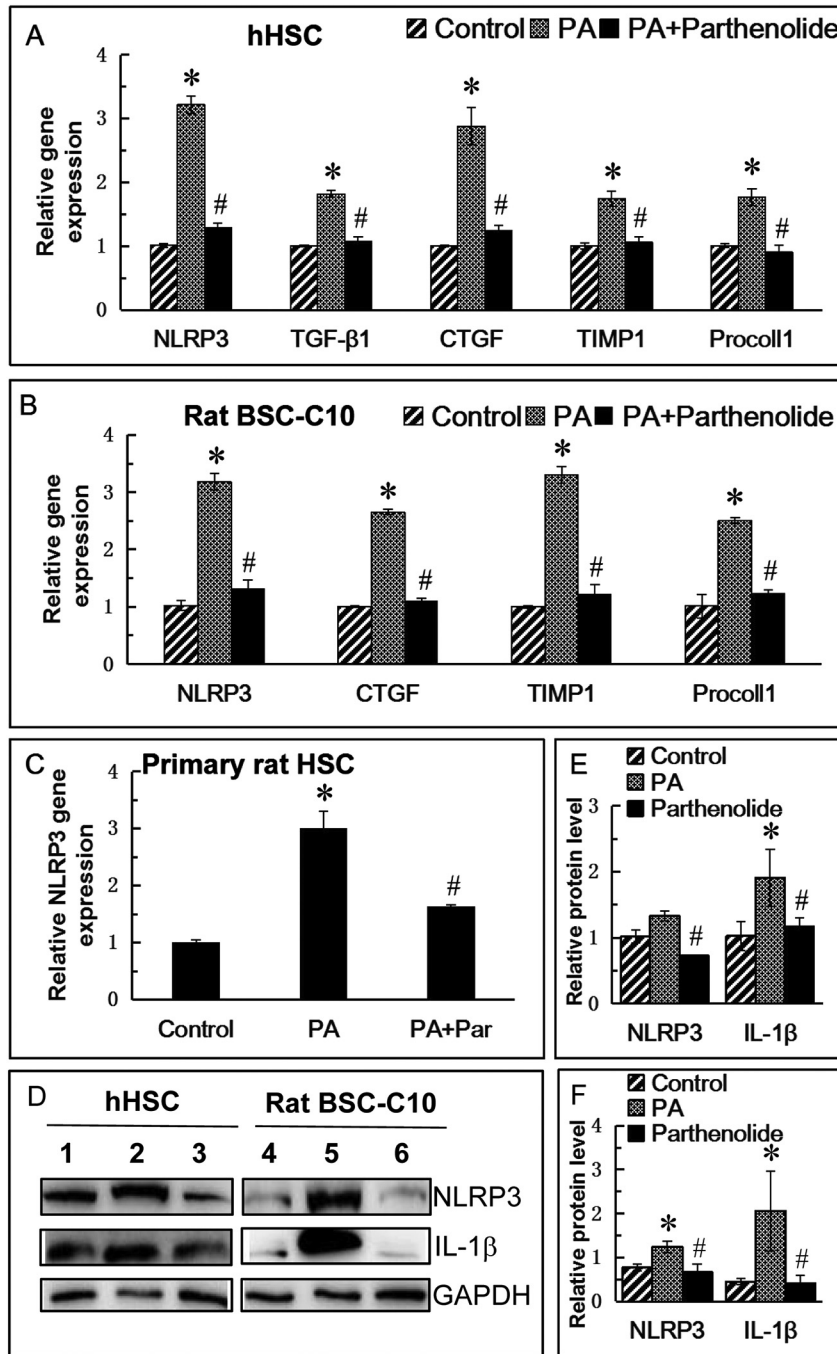 A
hHSC
Control PA PA+Parthenolide
Relative gene
expression
4
3
2
1
0
* # * # * # * # * #
NLRP3 TGF-β1 CTGF TIMP1 Procoll1
B
Rat BSC-C10
Control PA PA+Parthenolide
Relative gene
expression
4
3
2
1
0
* # * # * # * #
NLRP3 CTGF TIMP1 Procoll1
C
Primary rat HSC
Relative NLRP3 gene
expression
4
3
2
1
0
* #
Control PA PA+Par
E
Control
PA
Parthenolide
Relative protein level
3
2
1
0
# * #
NLRP3 IL-1β
D
hHSC Rat BSC-C10
1 2 3 4 5 6
NLRP3
IL-1β
GAPDH
F
Control
PA
Parthenolide
Relative protein level
4
3
2
1
0
* # * #
NLRP3 IL-1β